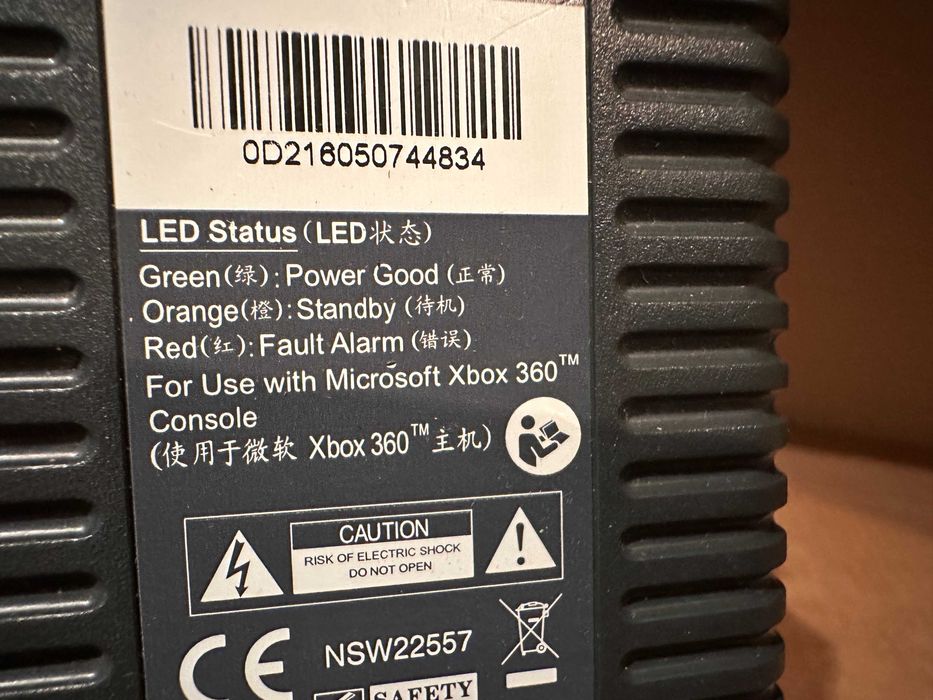 0D216050744834
LED Status (LED状态)
Green(绿): Power Good (正常)
Orange(橙): Standby (待机)
Red(红): Fault Alarm (错误)
For Use with Microsoft Xbox 360™
Console
(使用于微软 Xbox 360™主机)
CAUTION
RISK OF ELECTRIC SHOCK
DO NOT OPEN
CE NSW22557
SAFETY